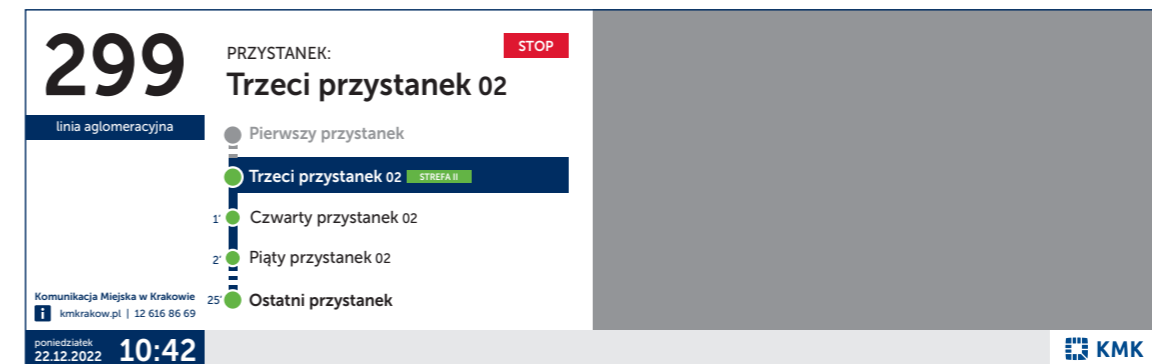 299
linia aglomeracyjna
PRZYSTANEK:
STOP
Trzeci przystanek 02
Pierwszy przystanek
Trzeci przystanek 02 STREFA II
1' Czwarty przystanek 02
2' Piąty przystanek 02
25' Ostatni przystanek
Komunikacja Miejska w Krakowie
i kmkrakow.pl | 12 616 86 69
poniedziałek
22.12.2022
10:42
KMK